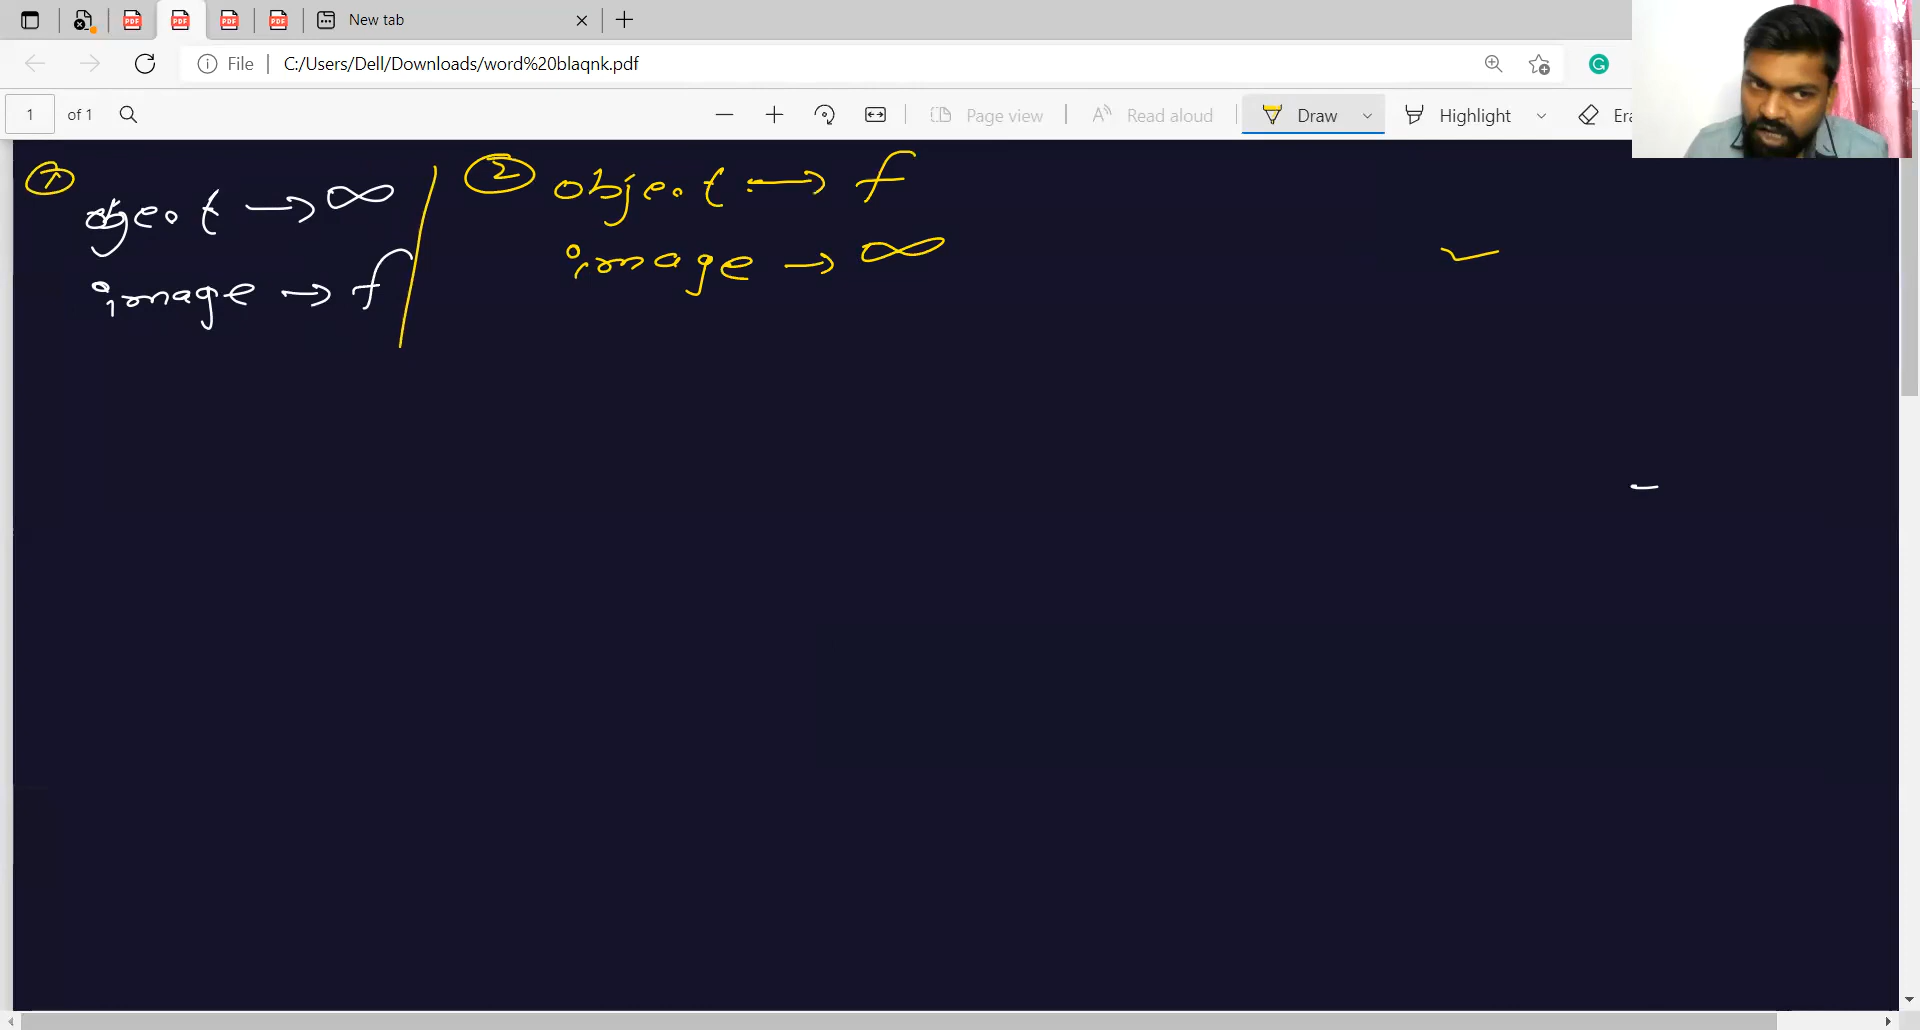 New tab
File
C:/Users/Dell/Downloads/word%20blaqnk.pdf
1 of 1
Page view
Read aloud
Draw
Highlight
Era
① object → ∞
image → f
② object → f
image → ∞